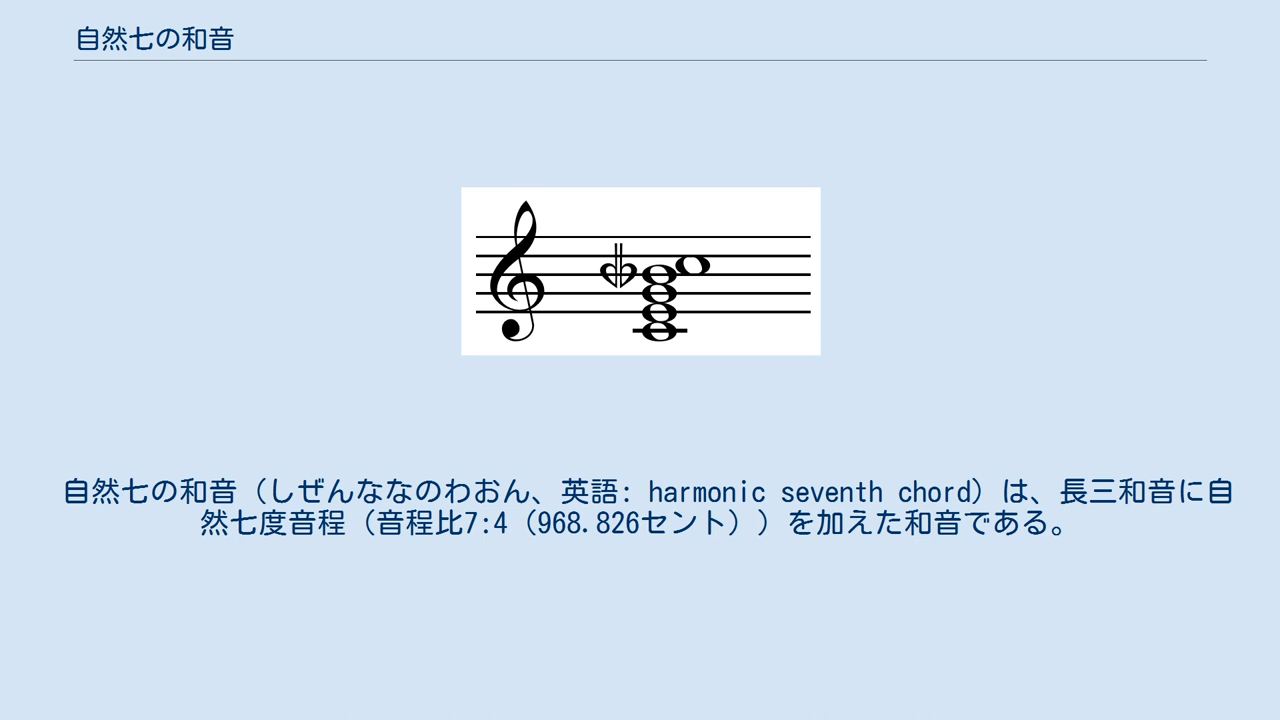 自然七の和音
自然七の和音（しぜんななのわおん、英語: harmonic seventh chord）は、長三和音に自
然七度音程（音程比7:4（968.826セント））を加えた和音である。